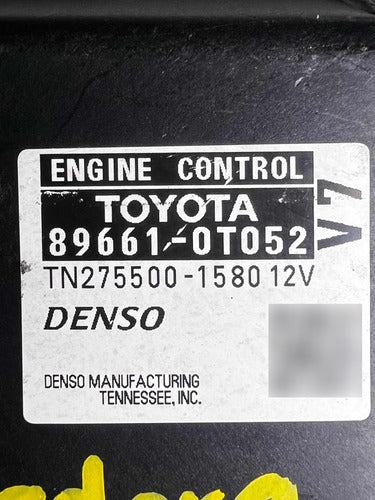 ENGINE CONTROL
TOYOTA
89661-0T052
V7
TN275500-1580 12V
DENSO
DENSO MANUFACTURING
TENNESSEE, INC.